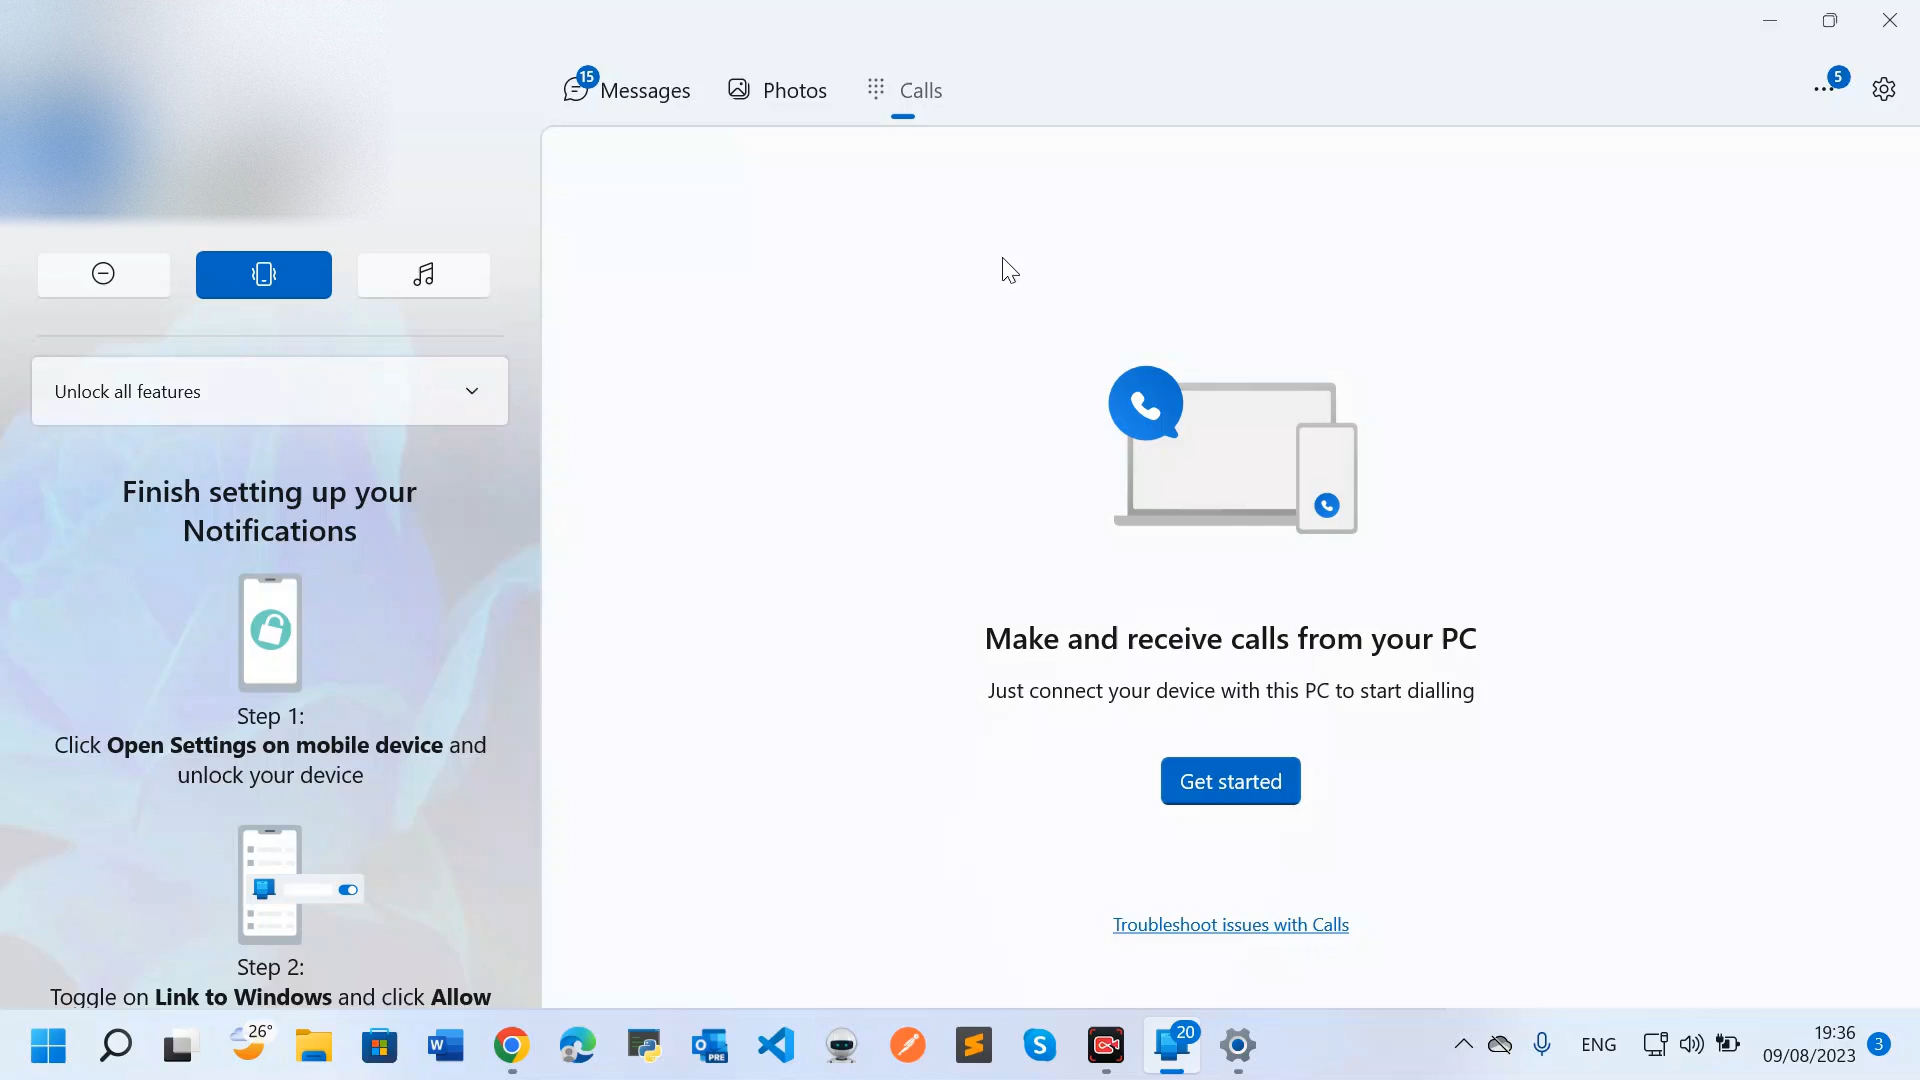 15
Messages
Photos
Calls
5
Unlock all features
Finish setting up your
Notifications
Step 1:
Click Open Settings on mobile device and
unlock your device
Step 2:
Toggle on Link to Windows and click Allow
Make and receive calls from your PC
Just connect your device with this PC to start dialling
Get started
Troubleshoot issues with Calls
26°
W
PRE
S
20
ENG
19:36
09/08/2023
3